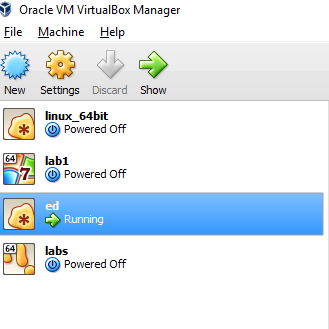 Oracle VM VirtualBox Manager
File Machine Help
New Settings Discard Show
linux_64bit
Powered Off
64 7 lab1
Powered Off
ed
Running
64 labs
Powered Off